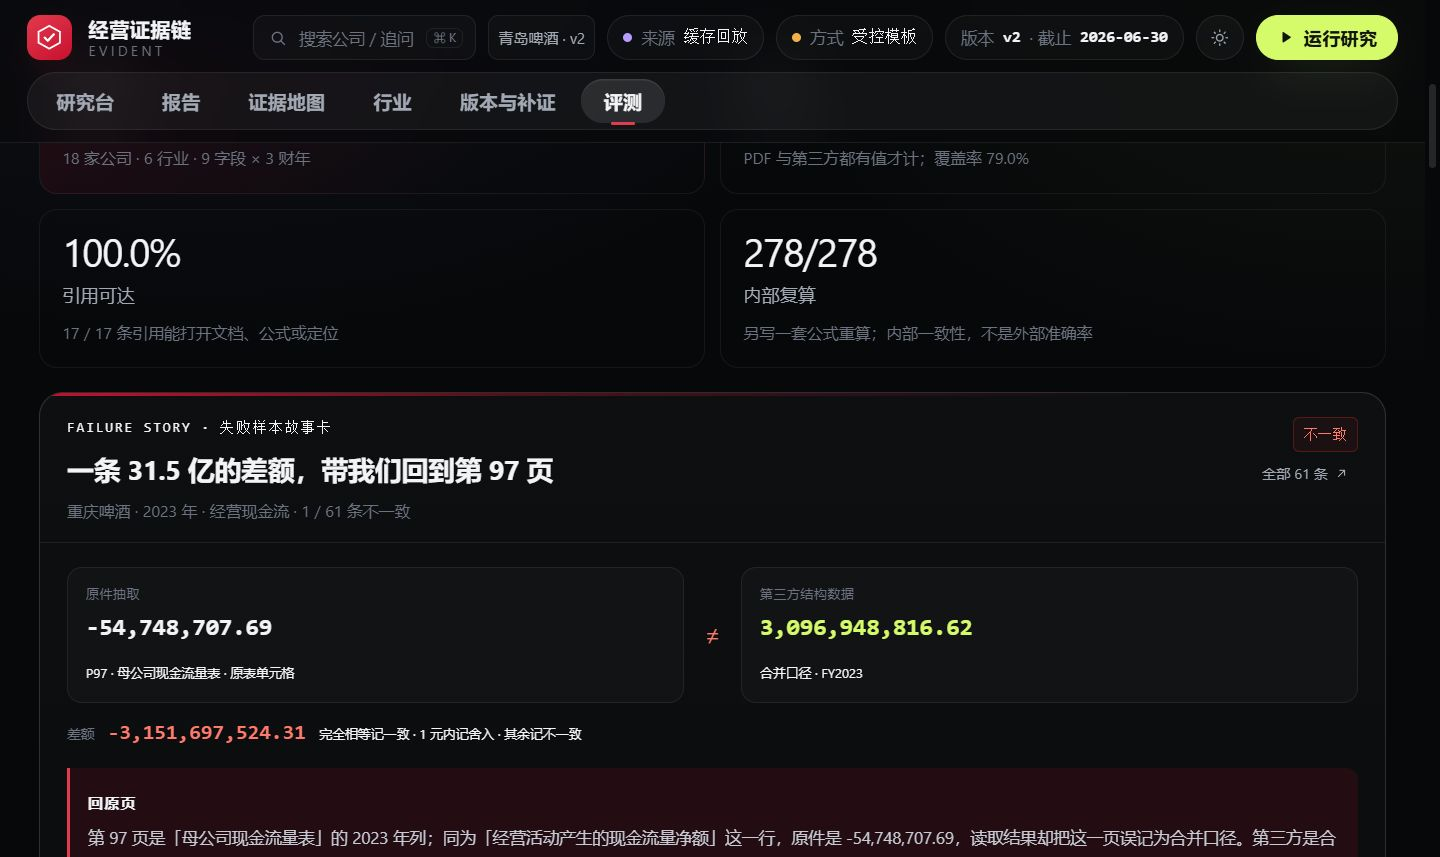 经营证据链
EVIDENT
搜索公司 / 追问 ⌘K
青岛啤酒 · v2
来源 缓存回放
方式 受控模板
版本 v2 · 截止 2026-06-30
运行研究
研究台
报告
证据地图
行业
版本与补证
评测
18 家公司 · 6 行业 · 9 字段 × 3 财年
PDF 与第三方都有值才计；覆盖率 79.0%
100.0%
引用可达
17 / 17 条引用能打开文档、公式或定位
278/278
内部复算
另写一套公式重算；内部一致性，不是外部准确率
FAILURE STORY · 失败样本故事卡
不一致
一条 31.5 亿的差额，带我们回到第 97 页
全部 61 条 ↗
重庆啤酒 · 2023 年 · 经营现金流 · 1 / 61 条不一致
原件抽取
-54,748,707.69
P97 · 母公司现金流量表 · 原表单元格
≠
第三方结构数据
3,096,948,816.62
合并口径 · FY2023
差额 -3,151,697,524.31 完全相等记一致 · 1 元内记舍入 · 其余记不一致
回原页
第 97 页是「母公司现金流量表」的 2023 年列；同为「经营活动产生的现金流量净额」这一行，原件是 -54,748,707.69，读取结果却把这一页误记为合并口径。第三方是合